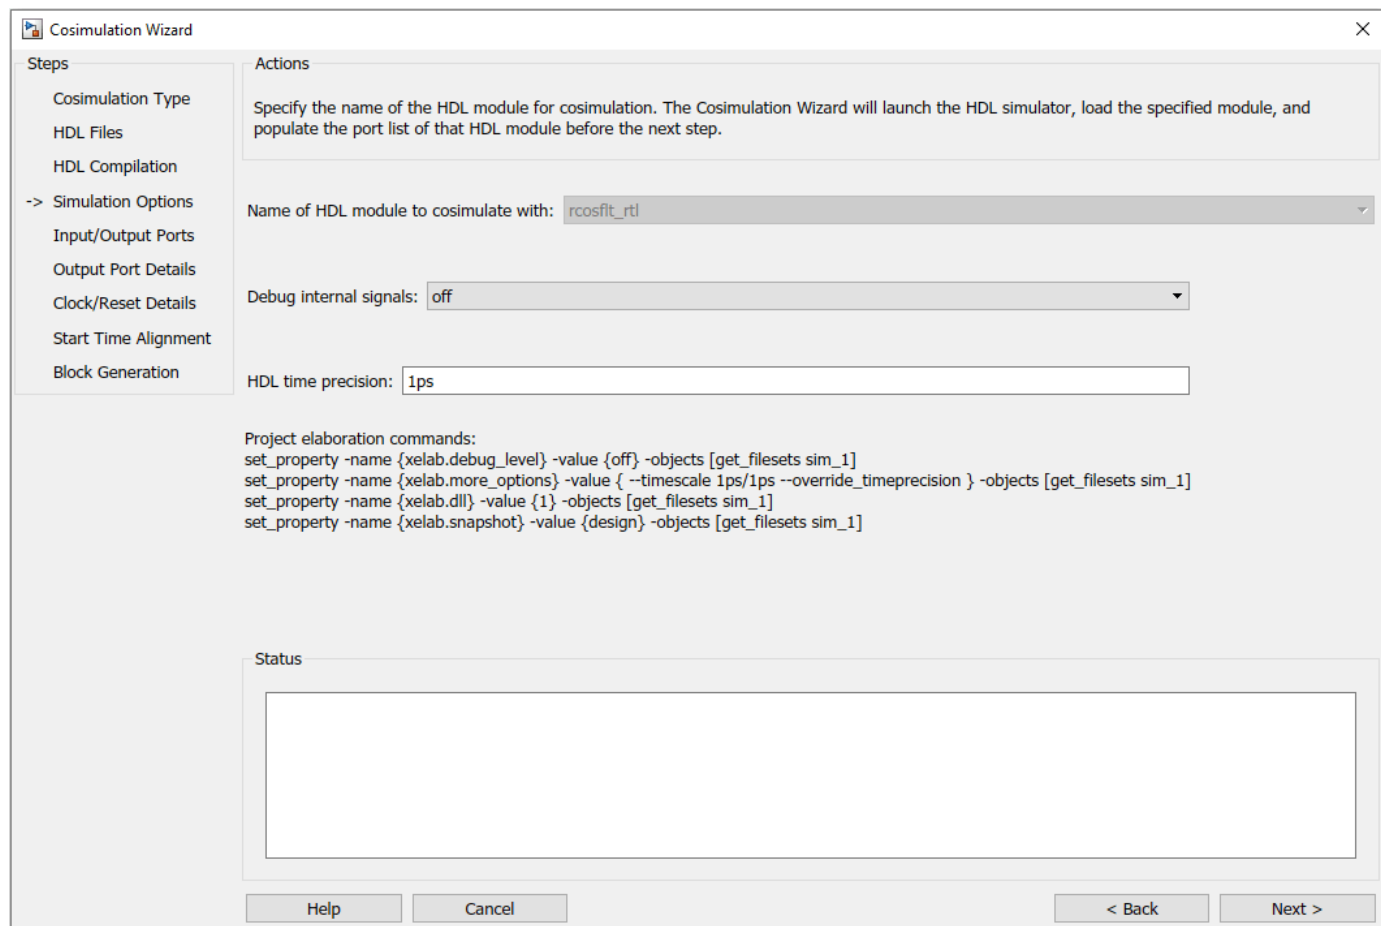 Cosimulation Wizard
Steps
Cosimulation Type
HDL Files
HDL Compilation
-> Simulation Options
Input/Output Ports
Output Port Details
Clock/Reset Details
Start Time Alignment
Block Generation
Actions
Specify the name of the HDL module for cosimulation. The Cosimulation Wizard will launch the HDL simulator, load the specified module, and
populate the port list of that HDL module before the next step.
Name of HDL module to cosimulate with: rcosflt_rtl
Debug internal signals: off
HDL time precision: 1ps
Project elaboration commands:
set_property -name {xelab.debug_level} -value {off} -objects [get_filesets sim_1]
set_property -name {xelab.more_options} -value { --timescale 1ps/1ps --override_timeprecision } -objects [get_filesets sim_1]
set_property -name {xelab.dll} -value {1} -objects [get_filesets sim_1]
set_property -name {xelab.snapshot} -value {design} -objects [get_filesets sim_1]
Status
Help Cancel < Back Next >